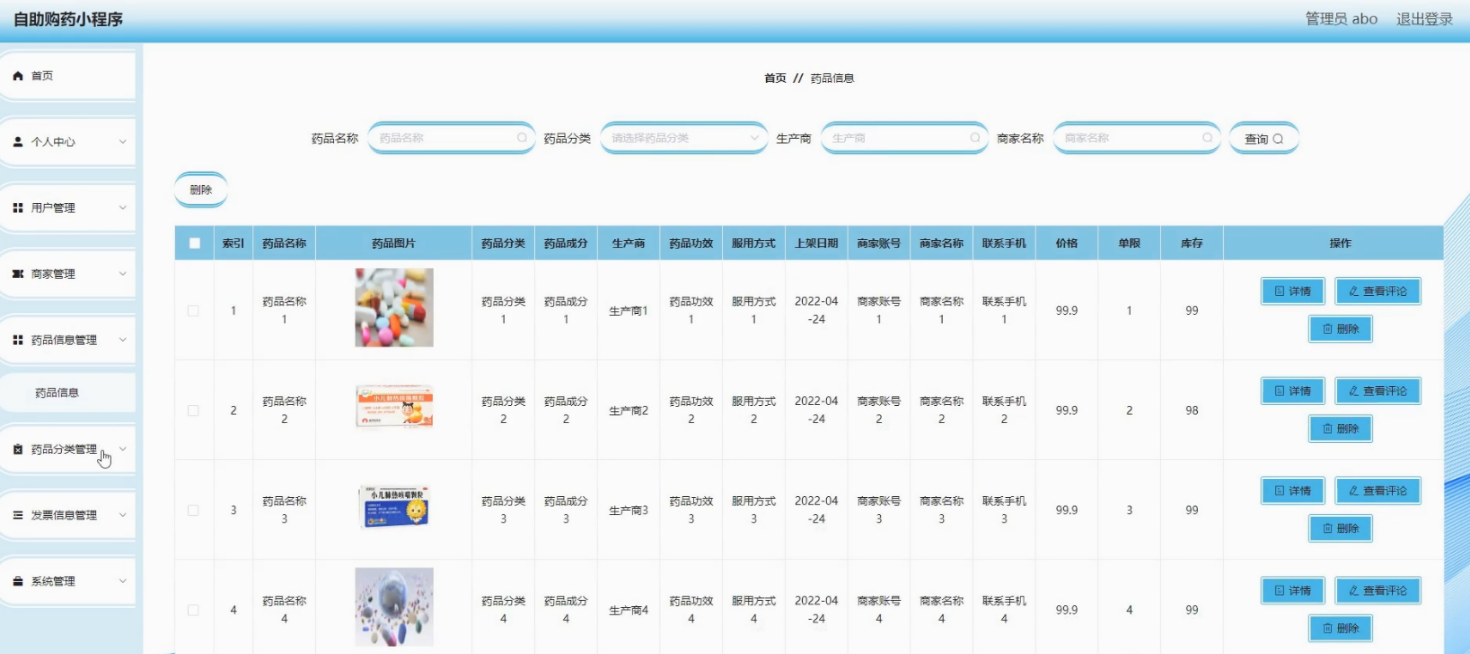 自助购药小程序
管理员 abo 退出登录
首页
个人中心
用户管理
商家管理
药品信息管理
药品信息
药品分类管理
发票信息管理
系统管理
首页 // 药品信息
药品名称 药品名称 药品分类 请选择药品分类 生产商 生产商 商家名称 商家名称 查询
删除
索引 药品名称 药品图片 药品分类 药品成分 生产商 药品功效 服用方式 上架日期 商家账号 商家名称 联系手机 价格 单限 库存 操作
1 药品名称1 药品分类1 药品成分1 生产商1 药品功效1 服用方式1 2022-04-24 商家账号1 商家名称1 联系手机1 99.9 1 99 详情 查看评论 删除
2 药品名称2 药品分类2 药品成分2 生产商2 药品功效2 服用方式2 2022-04-24 商家账号2 商家名称2 联系手机2 99.9 2 98 详情 查看评论 删除
3 药品名称3 小儿肺热咳喘颗粒 药品分类3 药品成分3 生产商3 药品功效3 服用方式3 2022-04-24 商家账号3 商家名称3 联系手机3 99.9 3 99 详情 查看评论 删除
4 药品名称4 药品分类4 药品成分4 生产商4 药品功效4 服用方式4 2022-04-24 商家账号4 商家名称4 联系手机4 99.9 4 99 详情 查看评论 删除